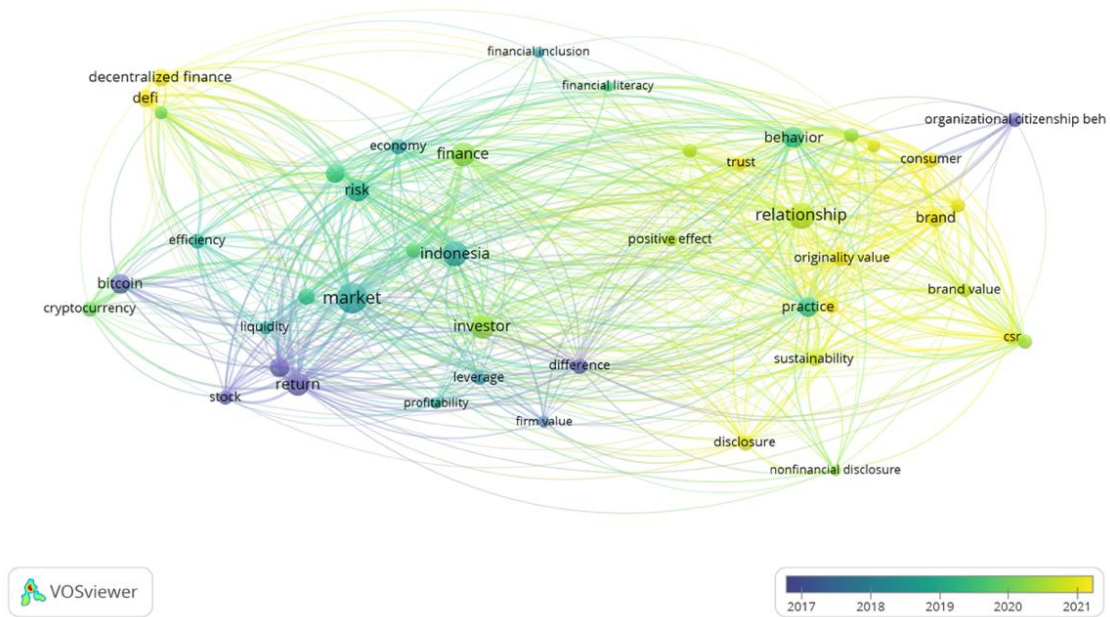 financial inclusion
decentralized finance
financial literacy
defi
organizational citizenship beh
behavior
economy
finance
trust
consumer
risk
relationship
brand
efficiency
indonesia
positive effect
originality value
bitcoin
market
practice
brand value
cryptocurrency
liquidity
investor
csr
sustainability
difference
return
leverage
stock
profitability
firm value
disclosure
nonfinancial disclosure
VOSviewer
2017 2018 2019 2020 2021